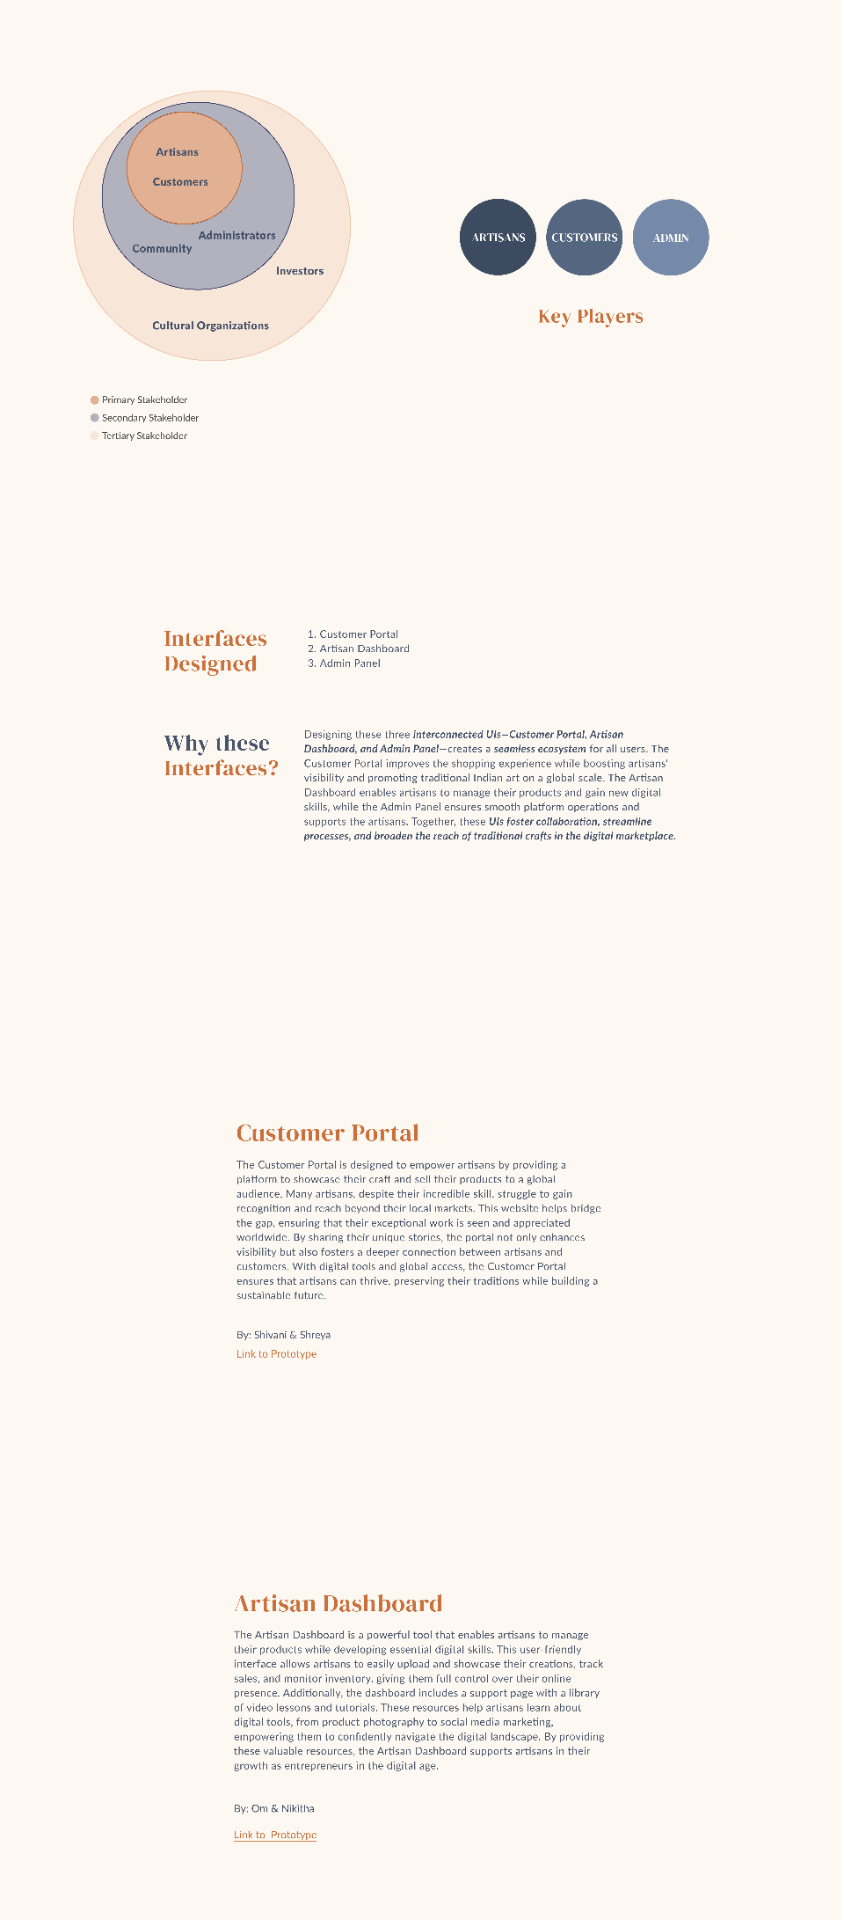 Artisans
Customers
Administrators
Community
Investors
Cultural Organizations
Primary Stakeholder
Secondary Stakeholder
Tertiary Stakeholder
ARTISANS
CUSTOMERS
ADMIN
Key Players
Interfaces
Designed
1. Customer Portal
2. Artisan Dashboard
3. Admin Panel
Why these
Interfaces?
Designing these three interconnected UIs—Customer Portal, Artisan
Dashboard, and Admin Panel—creates a seamless ecosystem for all users. The
Customer Portal improves the shopping experience while boosting artisans'
visibility and promoting traditional Indian art on a global scale. The Artisan
Dashboard enables artisans to manage their products and gain new digital
skills, while the Admin Panel ensures smooth platform operations and
supports the artisans. Together, these UIs foster collaboration, streamline
processes, and broaden the reach of traditional crafts in the digital marketplace.
Customer Portal
The Customer Portal is designed to empower artisans by providing a
platform to showcase their craft and sell their products to a global
audience. Many artisans, despite their incredible skill, struggle to gain
recognition and reach beyond their local markets. This website helps bridge
the gap, ensuring that their exceptional work is seen and appreciated
worldwide. By sharing their unique stories, the portal not only enhances
visibility but also fosters a deeper connection between artisans and
customers. With digital tools and global access, the Customer Portal
ensures that artisans can thrive, preserving their traditions while building a
sustainable future.
By: Shivani & Shreya
Link to Prototype
Artisan Dashboard
The Artisan Dashboard is a powerful tool that enables artisans to manage
their products while developing essential digital skills. This user-friendly
interface allows artisans to easily upload and showcase their creations, track
sales, and monitor inventory, giving them full control over their online
presence. Additionally, the dashboard includes a support page with a library
of video lessons and tutorials. These resources help artisans learn about
digital tools, from product photography to social media marketing,
empowering them to confidently navigate the digital landscape. By providing
these valuable resources, the Artisan Dashboard supports artisans in their
growth as entrepreneurs in the digital age.
By: Om & Nikitha
Link to Prototype